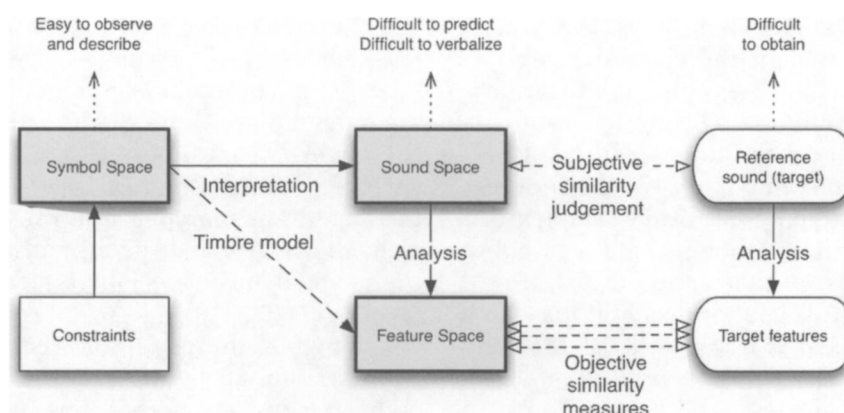 Easy to observe
and describe
Difficult to predict
Difficult to verbalize
Difficult
to obtain
Symbol Space
Sound Space
Reference
sound (target)
Interpretation
Subjective
similarity
judgement
Timbre model
Analysis
Analysis
Constraints
Feature Space
Target features
Objective
similarity
measures